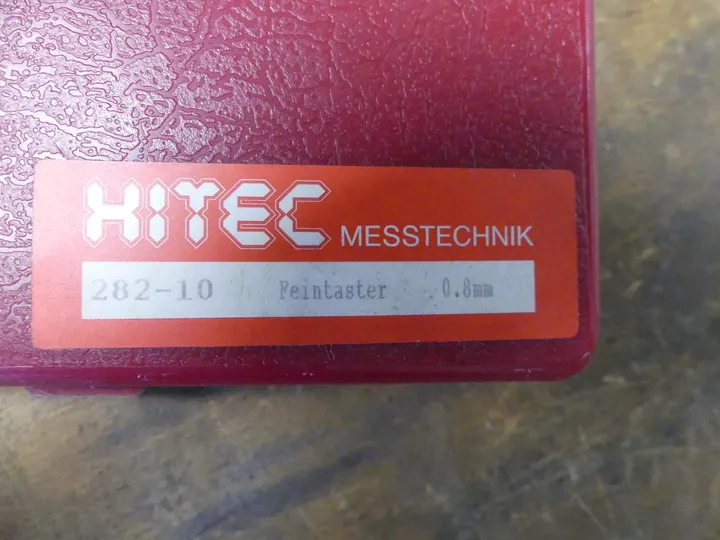 HITEC MESSTECHNIK
282-10 Feintaster 0.8mm